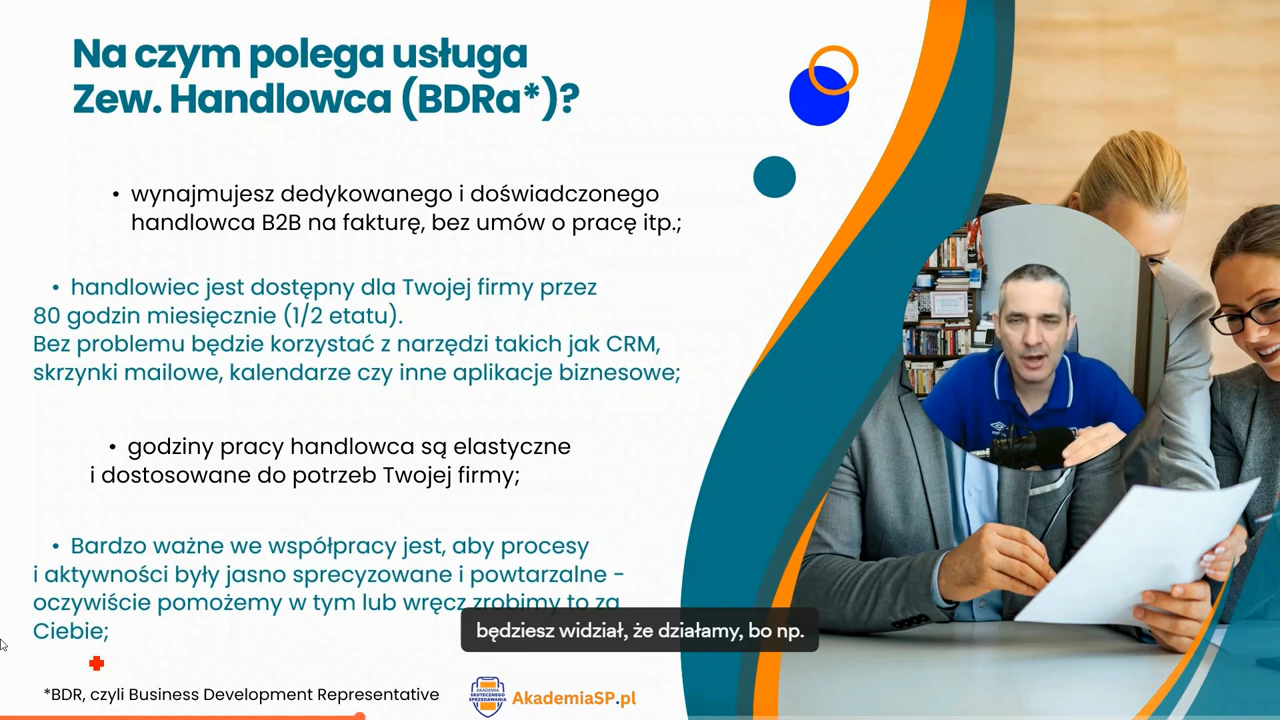 Na czym polega usługa
Zew. Handlowca (BDRa*)?
• wynajmujesz dedykowanego i doświadczonego
handlowca B2B na fakturę, bez umów o pracę itp.;
• handlowiec jest dostępny dla Twojej firmy przez
80 godzin miesięcznie (1/2 etatu).
Bez problemu będzie korzystać z narzędzi takich jak CRM,
skrzynki mailowe, kalendarze czy inne aplikacje biznesowe;
• godziny pracy handlowca są elastyczne
i dostosowane do potrzeb Twojej firmy;
• Bardzo ważne we współpracy jest, aby procesy
i aktywności były jasno sprecyzowane i powtarzalne -
oczywiście pomożemy w tym lub wręcz zrobimy to za
Ciebie;
będziesz widział, że działamy, bo np.
*BDR, czyli Business Development Representative
AKADEMIA
SKUTECZNEGO
SPRZEDAWANIA
AkademiaSP.pl